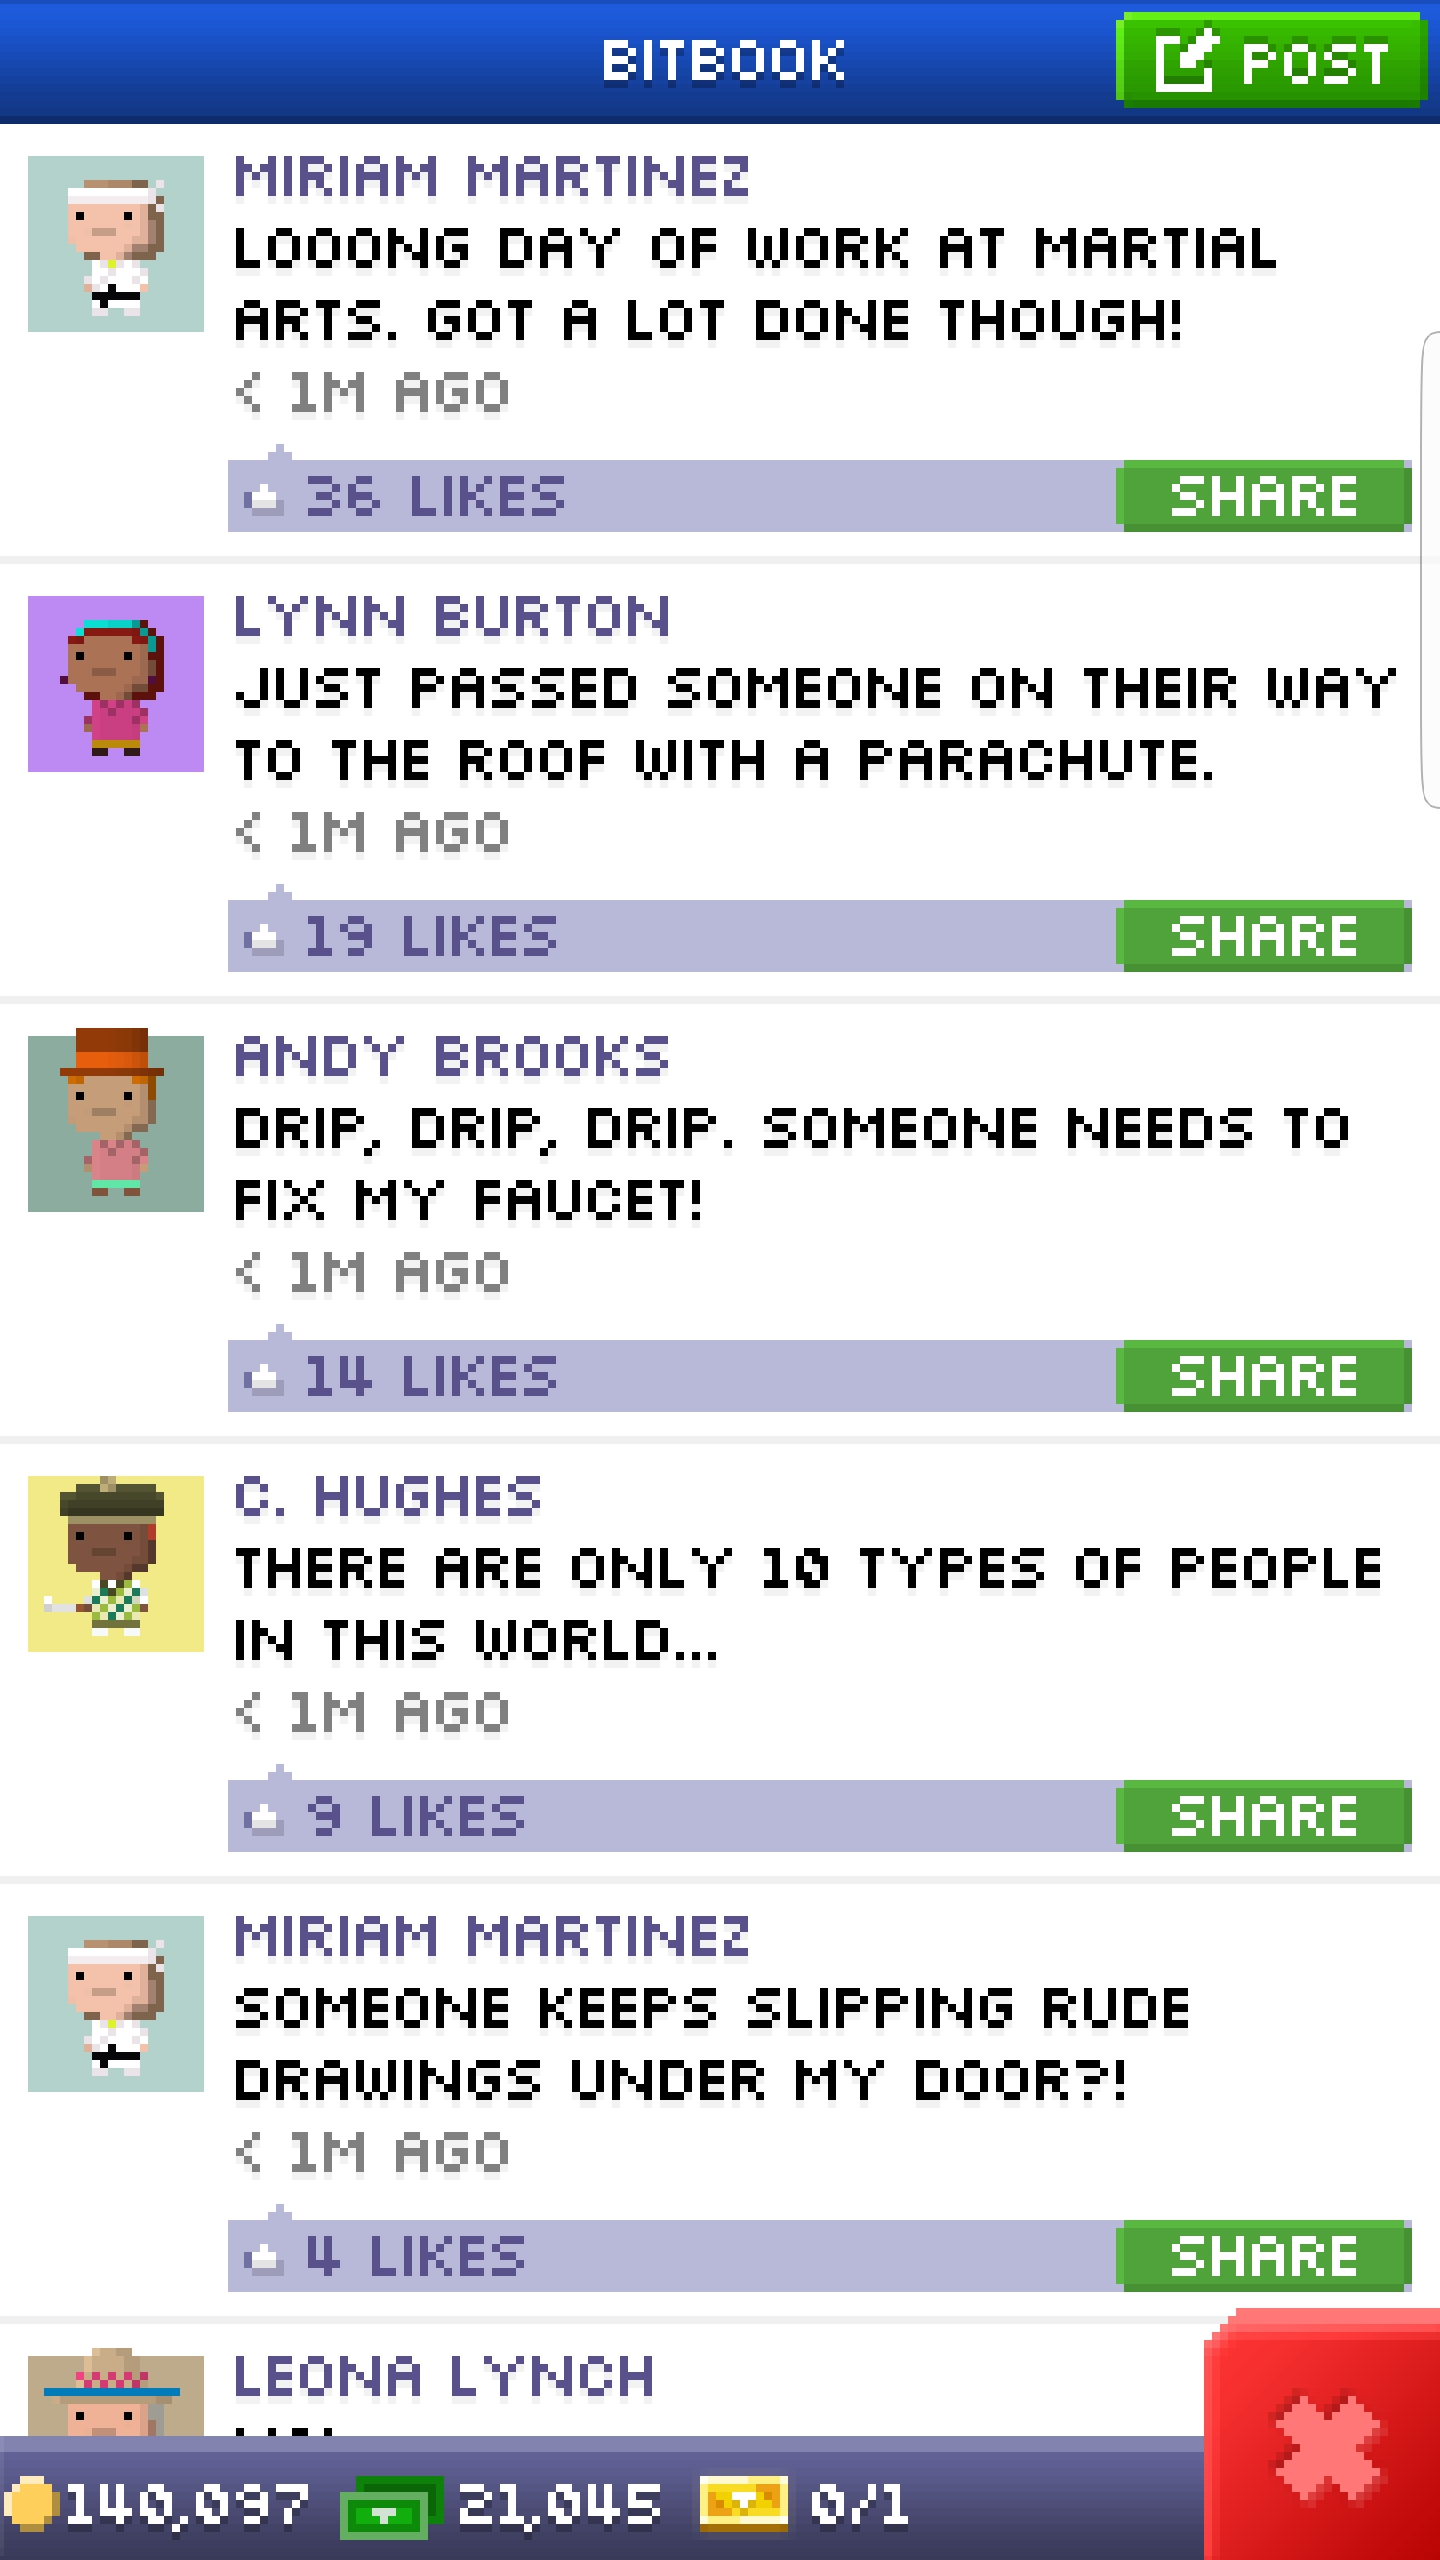 BITBOOK
POST
MIRIAM MARTINEZ
LOOONG DAY OF WORK AT MARTIAL
ARTS. GOT A LOT DONE THOUGH!
< 1M AGO
36 LIKES
SHARE
LYNN BURTON
JUST PASSED SOMEONE ON THEIR WAY
TO THE ROOF WITH A PARACHUTE.
< 1M AGO
19 LIKES
SHARE
ANDY BROOKS
DRIP, DRIP, DRIP. SOMEONE NEEDS TO
FIX MY FAUCET!
< 1M AGO
14 LIKES
SHARE
C. HUGHES
THERE ARE ONLY 10 TYPES OF PEOPLE
IN THIS WORLD...
< 1M AGO
9 LIKES
SHARE
MIRIAM MARTINEZ
SOMEONE KEEPS SLIPPING RUDE
DRAWINGS UNDER MY DOOR?!
< 1M AGO
4 LIKES
SHARE
LEONA LYNCH
140,097
21,045
0/1